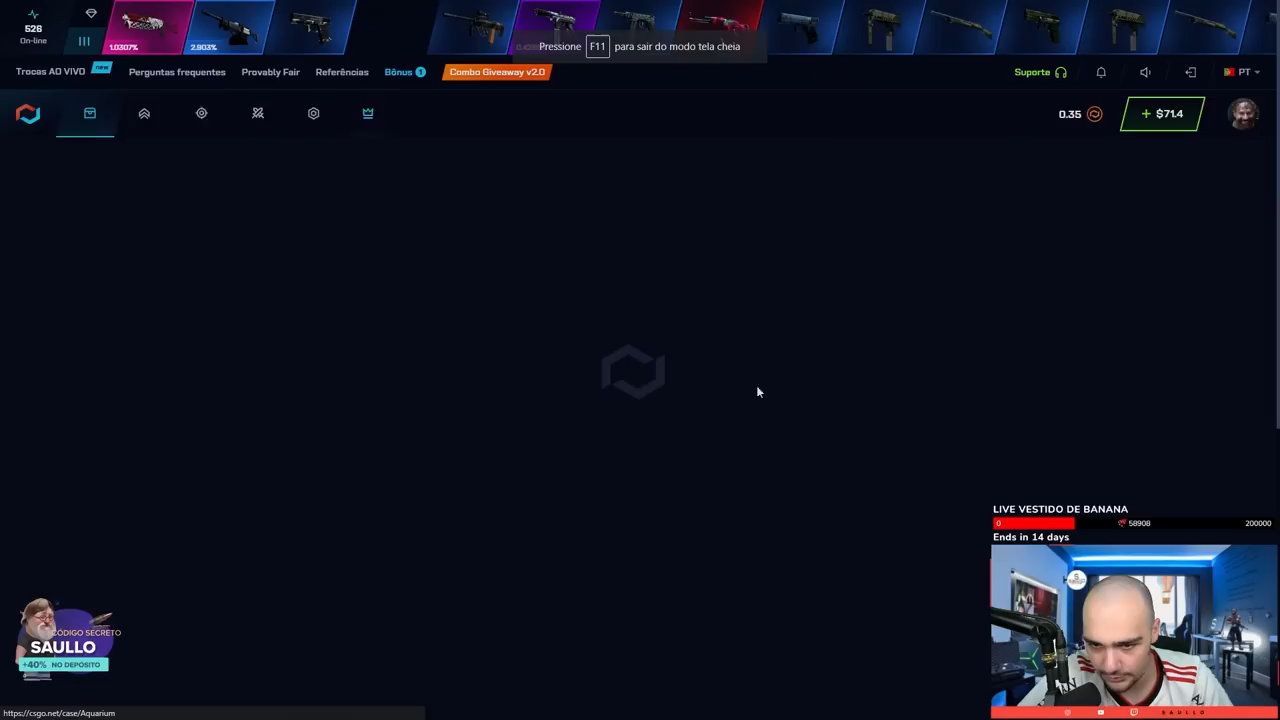 526
On-line
1.0307%
2.903%
Pressione F11 para sair do modo tela cheia
Trocas AO VIVO new
Perguntas frequentes
Provably Fair
Referências
Bônus 1
Combo Giveaway v2.0
Suporte
PT
0.35
+ $71.4
LIVE VESTIDO DE BANANA
0 58908 200000
Ends in 14 days
CÓDIGO SECRETO
SAULLO
+40% NO DEPÓSITO
https://csgo.net/case/Aquarium
SAULLO